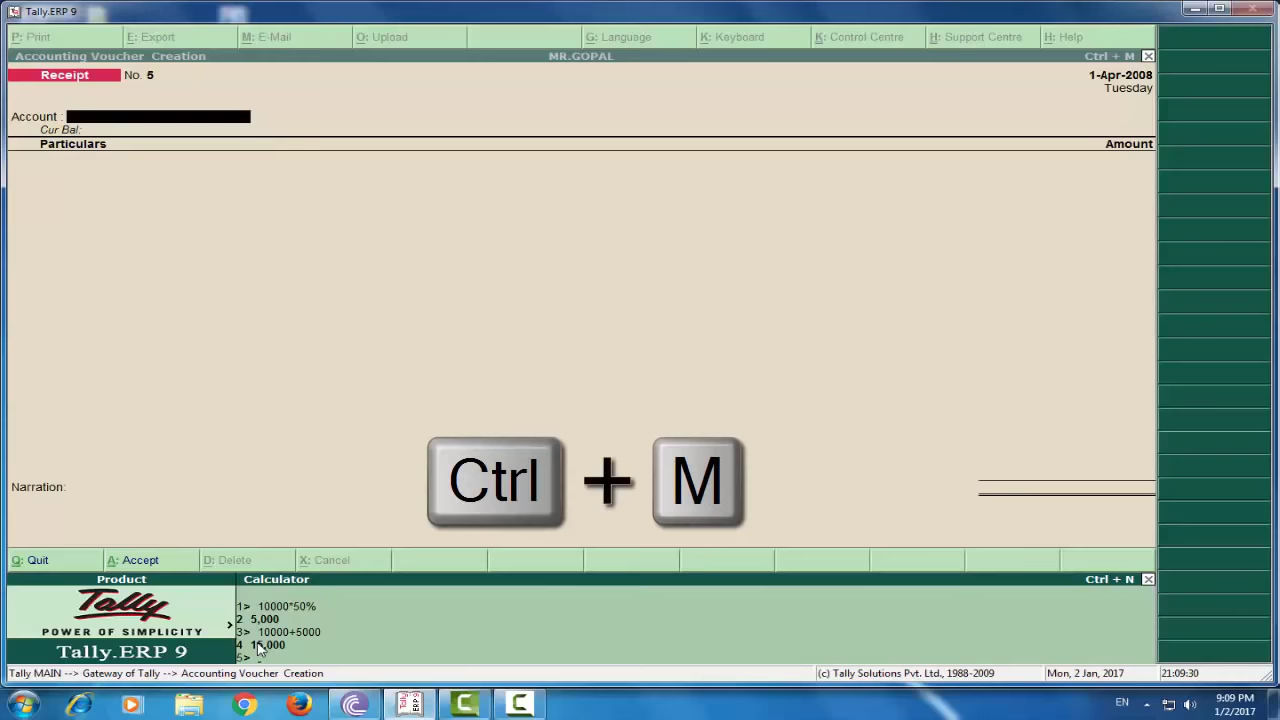 Tally.ERP 9
P: Print E: Export M: E-Mail O: Upload G: Language K: Keyboard K: Control Centre H: Support Centre H: Help
Accounting Voucher Creation MR.GOPAL Ctrl + M
Receipt No. 5 1-Apr-2008
Tuesday
Account :
Cur Bal:
Particulars Amount
Ctrl + M
Narration:
Q: Quit A: Accept D: Delete X: Cancel
Product Calculator Ctrl + N
1> 10000*50%
2 5,000
3> 10000+5000
4 15,000
5>
Tally
POWER OF SIMPLICITY
Tally.ERP 9
Tally MAIN --> Gateway of Tally --> Accounting Voucher Creation (c) Tally Solutions Pvt. Ltd., 1988-2009 Mon, 2 Jan, 2017 21:09:30
EN 9:09 PM
1/2/2017